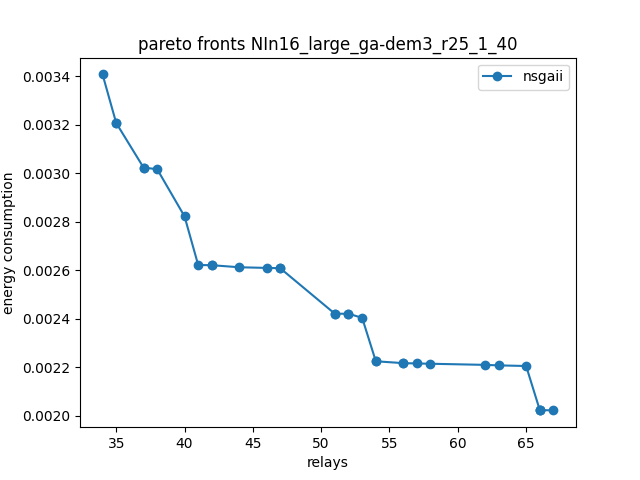 pareto fronts NIn16_large_ga-dem3_r25_1_40
nsgaii
energy consumption
0.0034
0.0032
0.0030
0.0028
0.0026
0.0024
0.0022
0.0020
35 40 45 50 55 60 65
relays